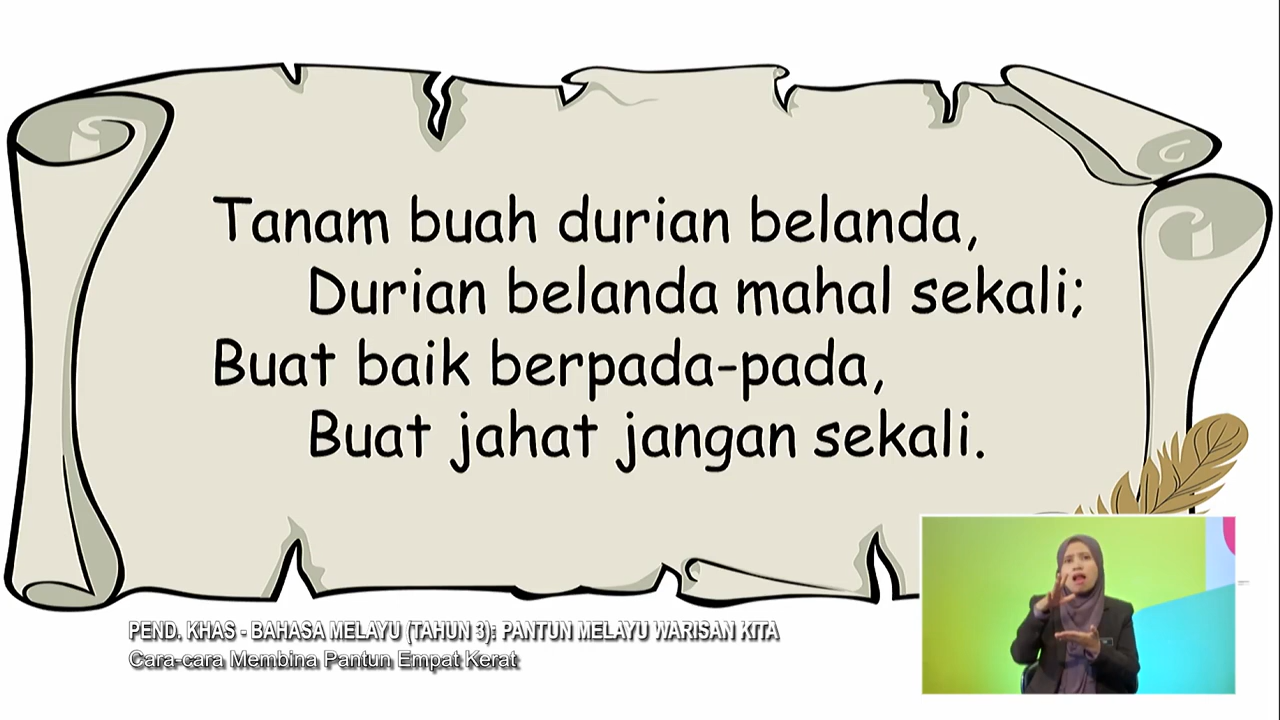 Tanam buah durian belanda,
Durian belanda mahal sekali;
Buat baik berpada-pada,
Buat jahat jangan sekali.
PEND. KHAS - BAHASA MELAYU (TAHUN 3): PANTUN MELAYU WARISAN KITA
Cara-cara Membina Pantun Empat Kerat